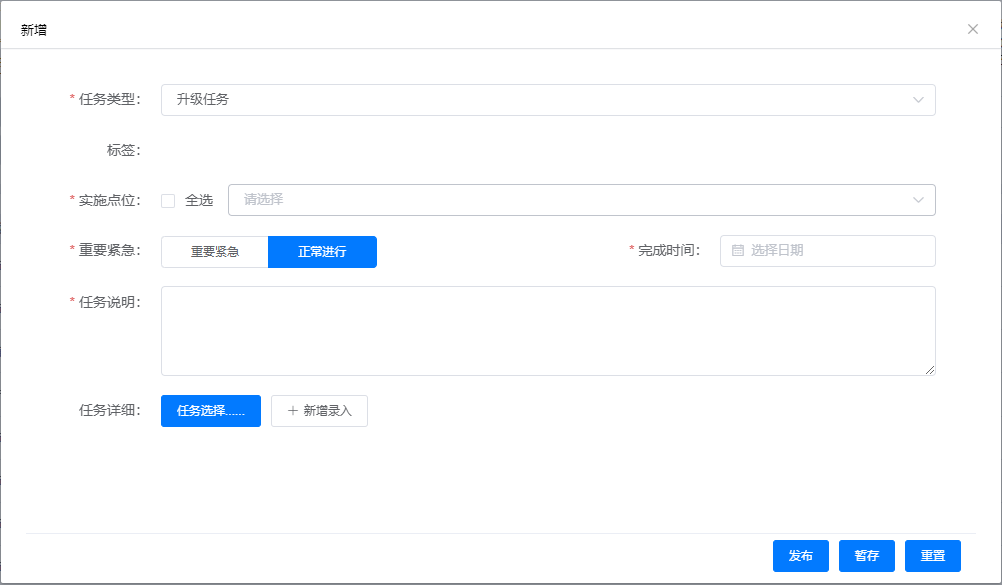 新增
* 任务类型： 升级任务
标签：
* 实施点位： 全选 请选择
* 重要紧急： 重要紧急 正常进行 * 完成时间： 选择日期
* 任务说明：
任务详细： 任务选择...... + 新增录入
发布 暂存 重置